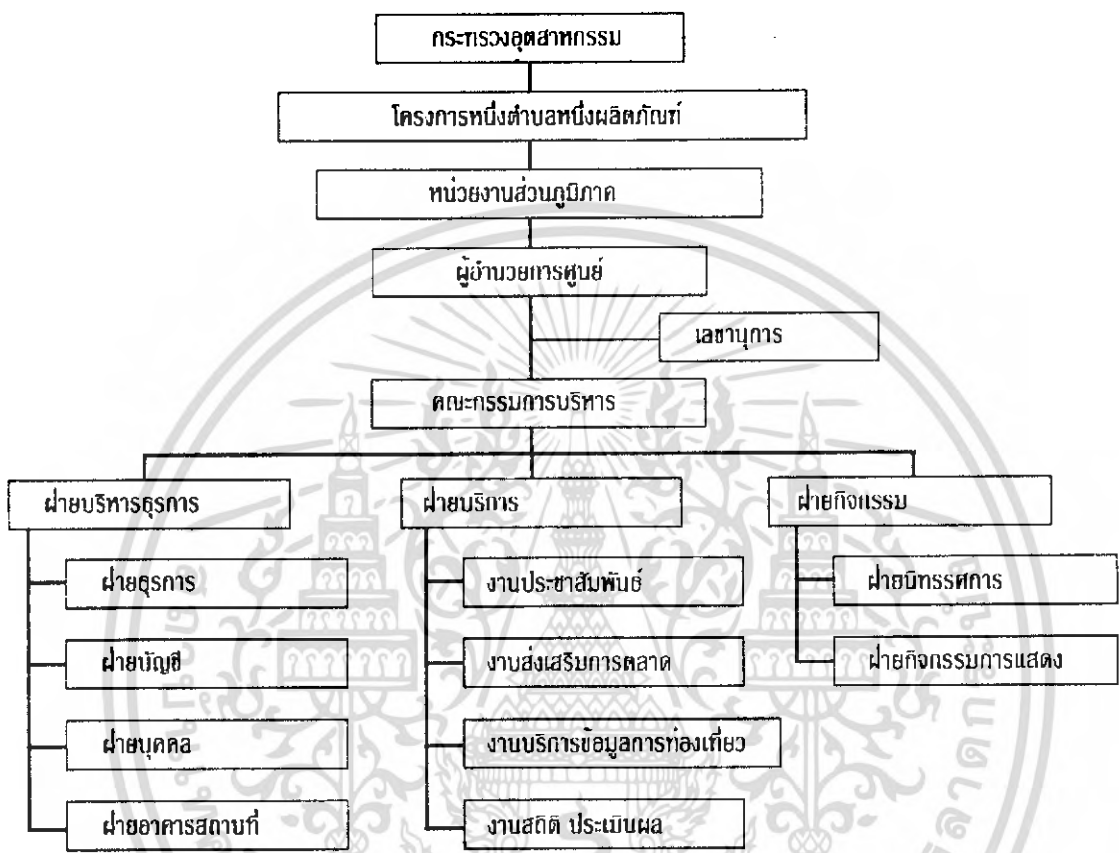 กระทรวงอุตสาหกรรม
โครงการหนึ่งตำบลหนึ่งผลิตภัณฑ์
หน่วยงานส่วนภูมิภาค
ผู้อำนวยการศูนย์
เลขานุการ
คณะกรรมการบริหาร
ฝ่ายบริหารธุรการ
ฝ่ายบริการ
ฝ่ายกิจกรรม
ฝ่ายธุรการ
งานประชาสัมพันธ์
ฝ่ายนิทรรศการ
ฝ่ายบัญชี
งานส่งเสริมการตลาด
ฝ่ายกิจกรรมการแสดง
ฝ่ายบุคคล
งานบริการข้อมูลการท่องเที่ยว
ฝ่ายอาคารสถานที่
งานสถิติ ประเมินผล